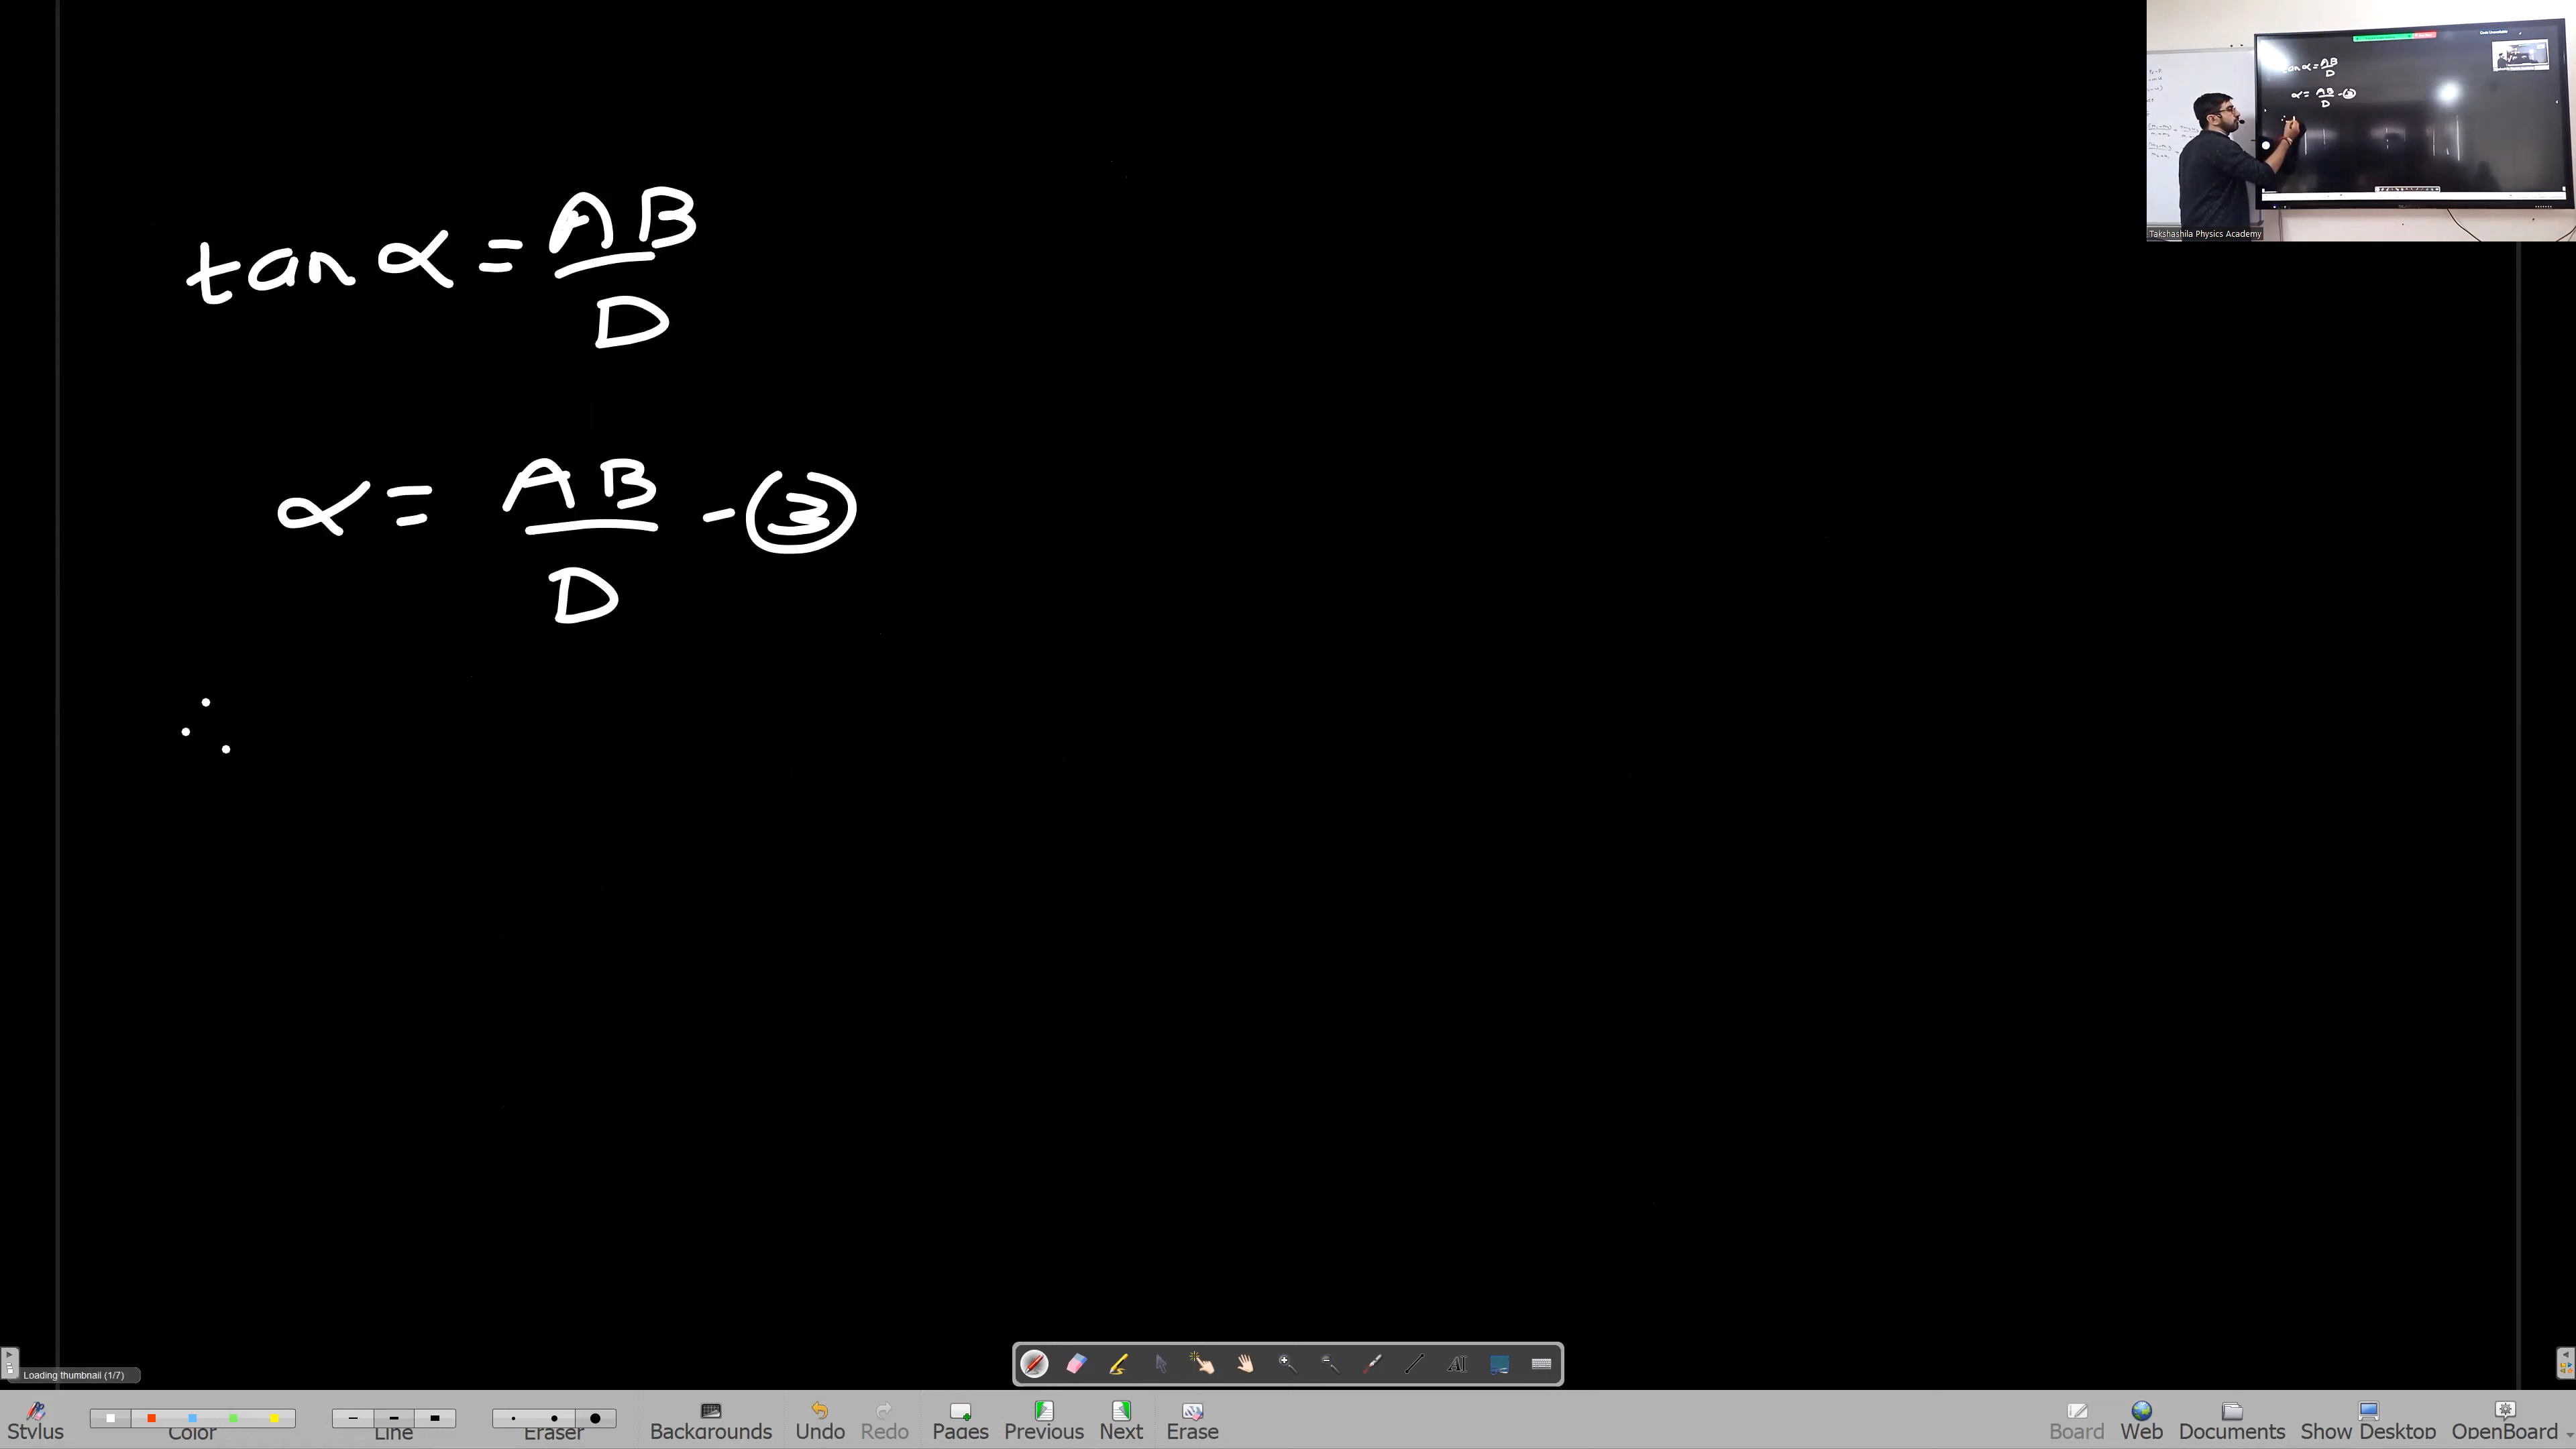 Takshashila Physics Academy
tan α = AB
D
α = AB - ③
D
∴
Loading thumbnail (1/7)
Stylus Color Line Eraser Backgrounds Undo Redo Pages Previous Next Erase Board Web Documents Show Desktop OpenBoard